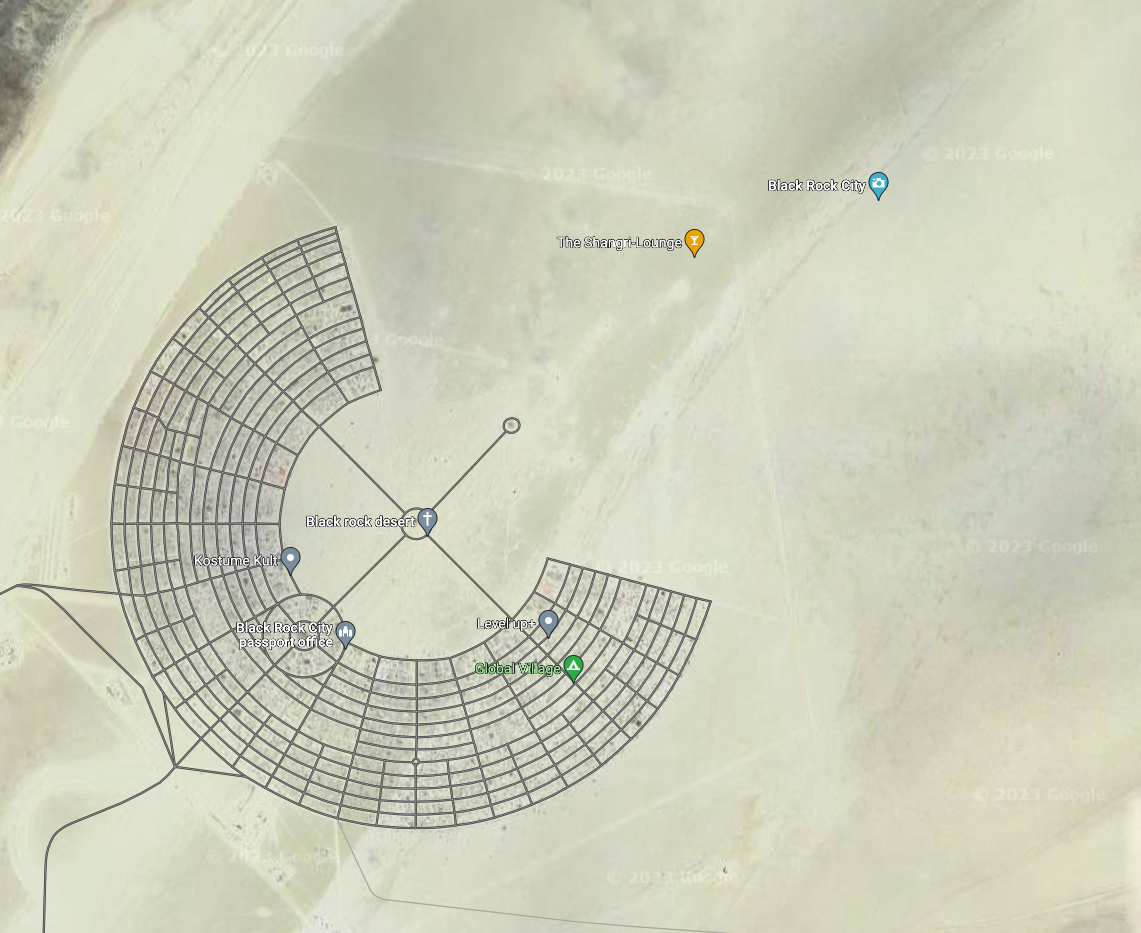 © 2023 Google
© 2023 Google
© 2023 Google
Black Rock City
2023 Google
The Shangri-Lounge
Google
Google
Black rock desert
© 2023 Google
Kostume Kult
2023 Google
Level up+
Black Rock City
passport office
Global Village
© 2023 Google
© 2023 Google
© 2023 Google